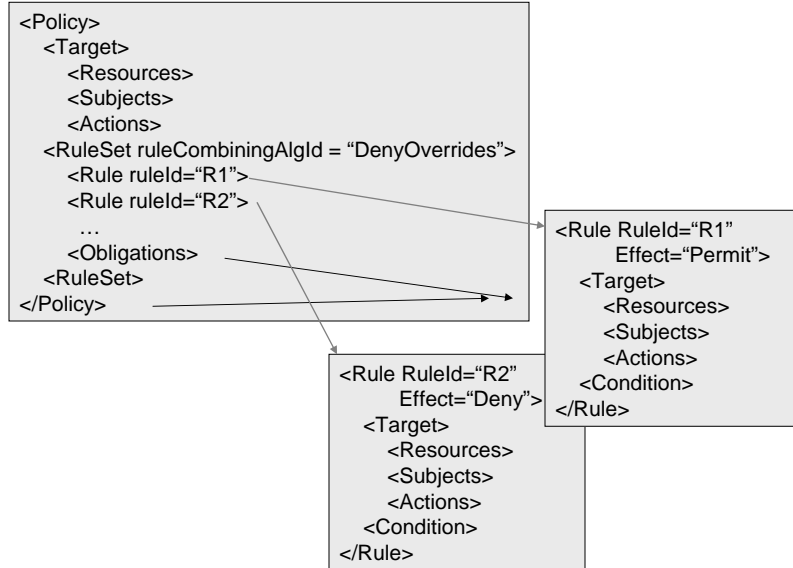 <Policy>
<Target>
<Resources>
<Subjects>
<Actions>
<RuleSet ruleCombiningAlgId = “DenyOverrides”>
<Rule ruleId=“R1”>
<Rule ruleId=“R2”>
…
<Obligations>
<RuleSet>
</Policy>
<Rule RuleId=“R1”
Effect=“Permit”>
<Target>
<Resources>
<Subjects>
<Actions>
<Condition>
</Rule>
<Rule RuleId=“R2”
Effect=“Deny”>
<Target>
<Resources>
<Subjects>
<Actions>
<Condition>
</Rule>